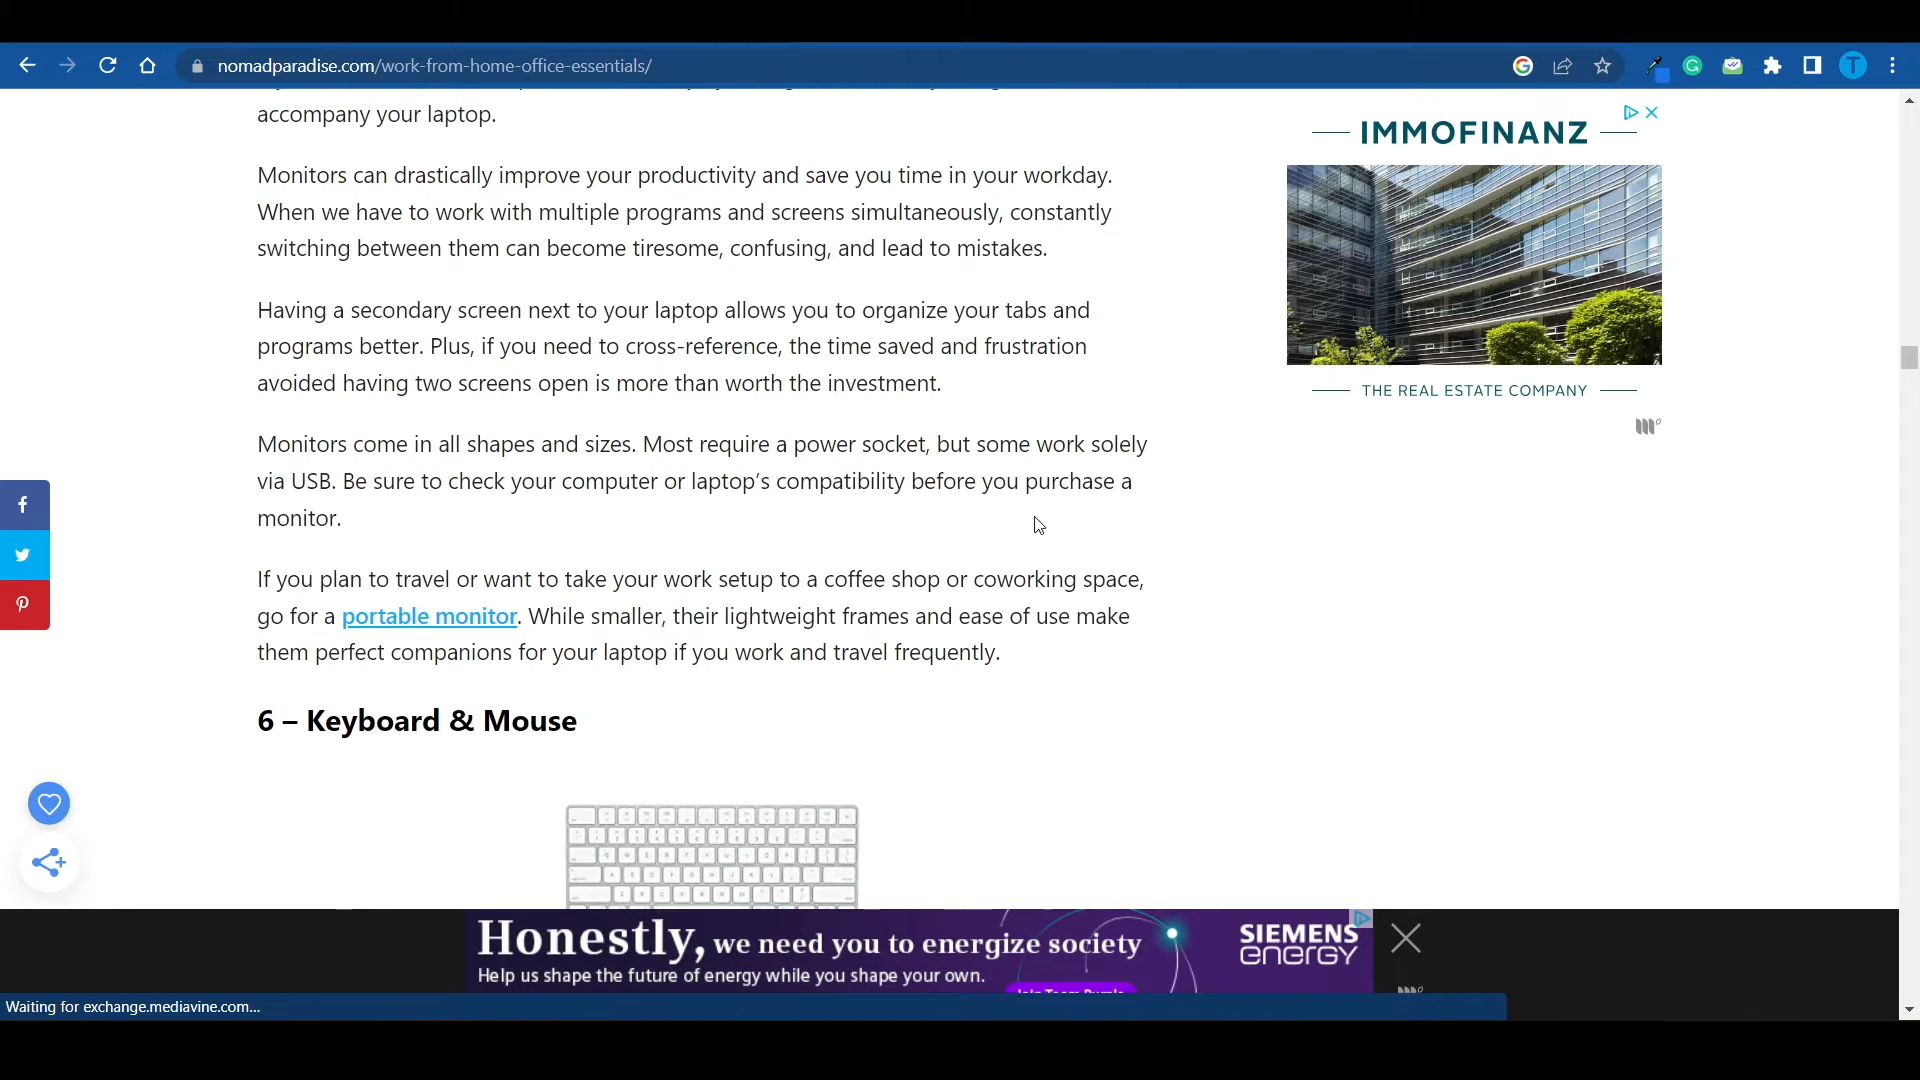 nomadparadise.com/work-from-home-office-essentials/
T
accompany your laptop.
Monitors can drastically improve your productivity and save you time in your workday.
When we have to work with multiple programs and screens simultaneously, constantly
switching between them can become tiresome, confusing, and lead to mistakes.
Having a secondary screen next to your laptop allows you to organize your tabs and
programs better. Plus, if you need to cross-reference, the time saved and frustration
avoided having two screens open is more than worth the investment.
Monitors come in all shapes and sizes. Most require a power socket, but some work solely
via USB. Be sure to check your computer or laptop’s compatibility before you purchase a
monitor.
If you plan to travel or want to take your work setup to a coffee shop or coworking space,
go for a portable monitor. While smaller, their lightweight frames and ease of use make
them perfect companions for your laptop if you work and travel frequently.
6 – Keyboard & Mouse
IMMOFINANZ
THE REAL ESTATE COMPANY
Honestly, we need you to energize society
Help us shape the future of energy while you shape your own.
SIEMENS
energy
Waiting for exchange.mediavine.com...